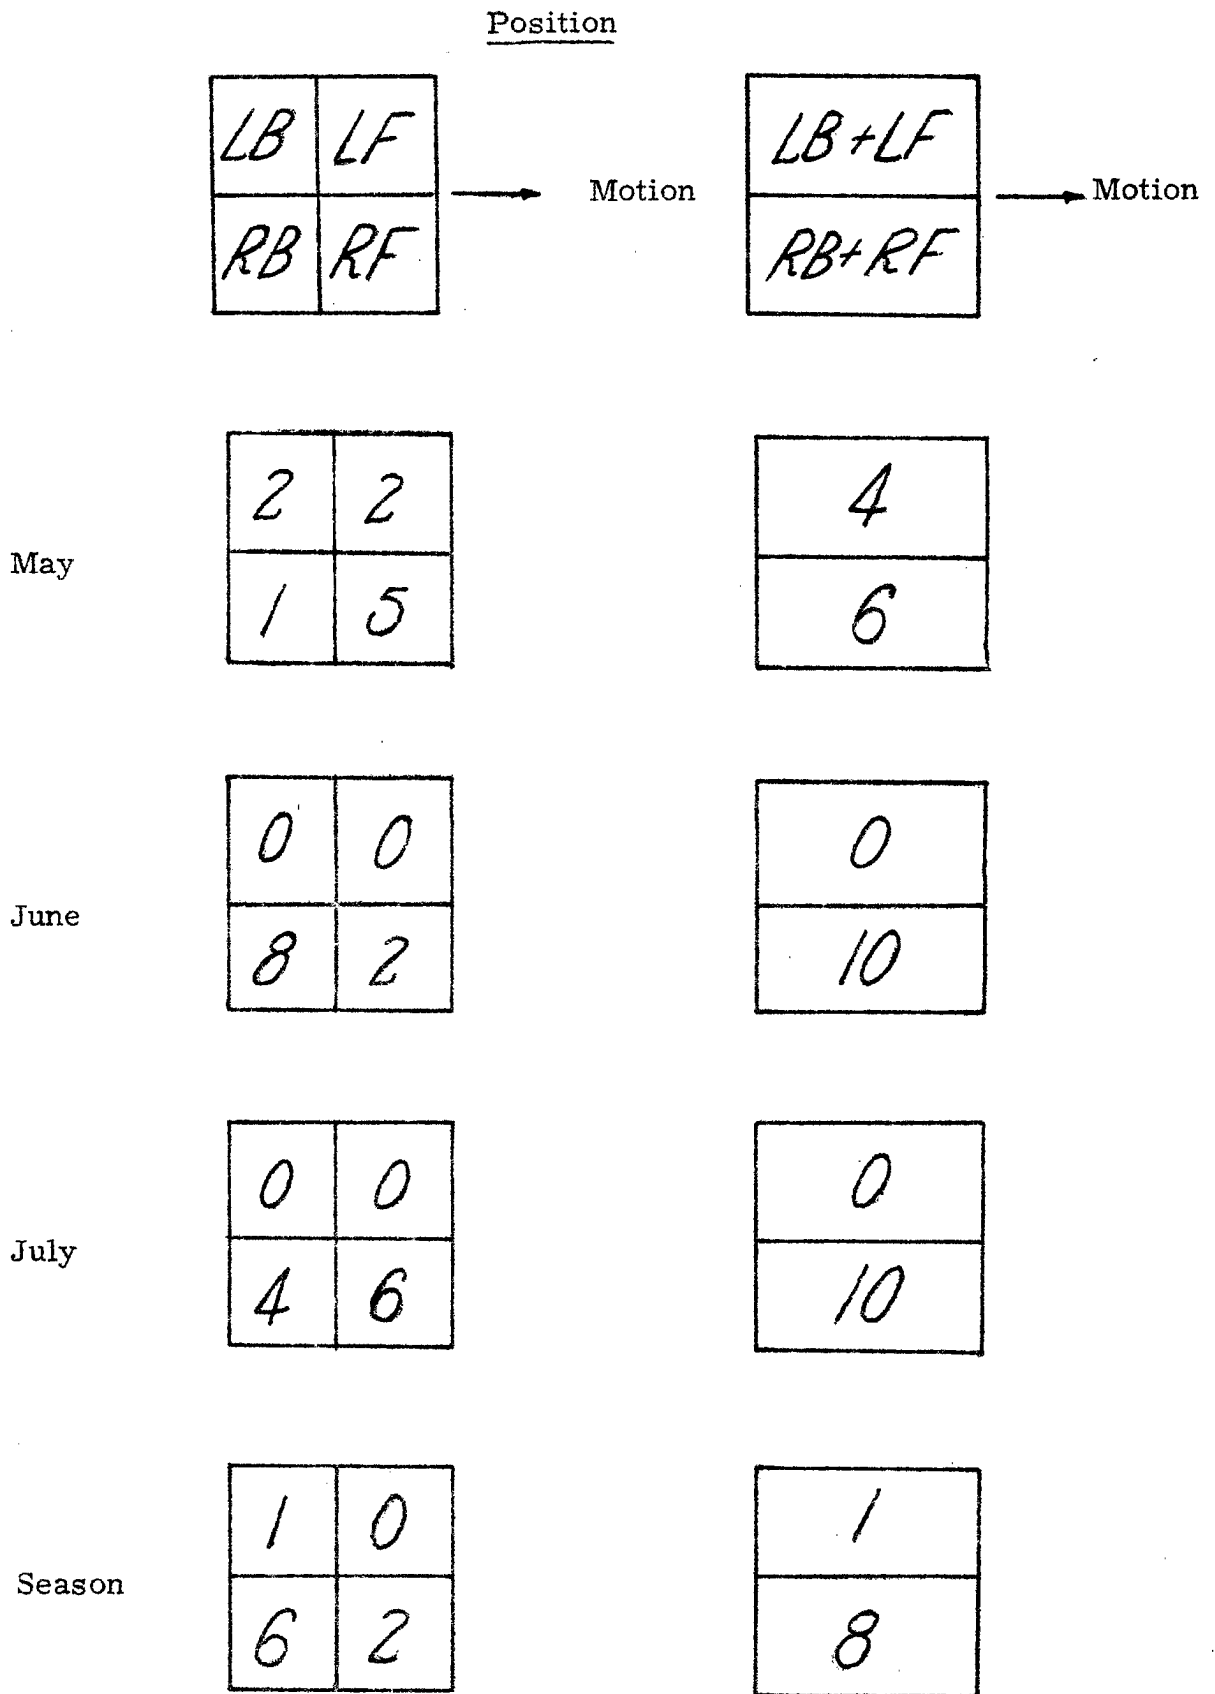 Position
LB LF LB+LF
Motion Motion
RB RF RB+RF
2 2 4
May
1 5 6
0 0 0
June
8 2 10
0 0 0
July
4 6 10
1 0 1
Season
6 2 8